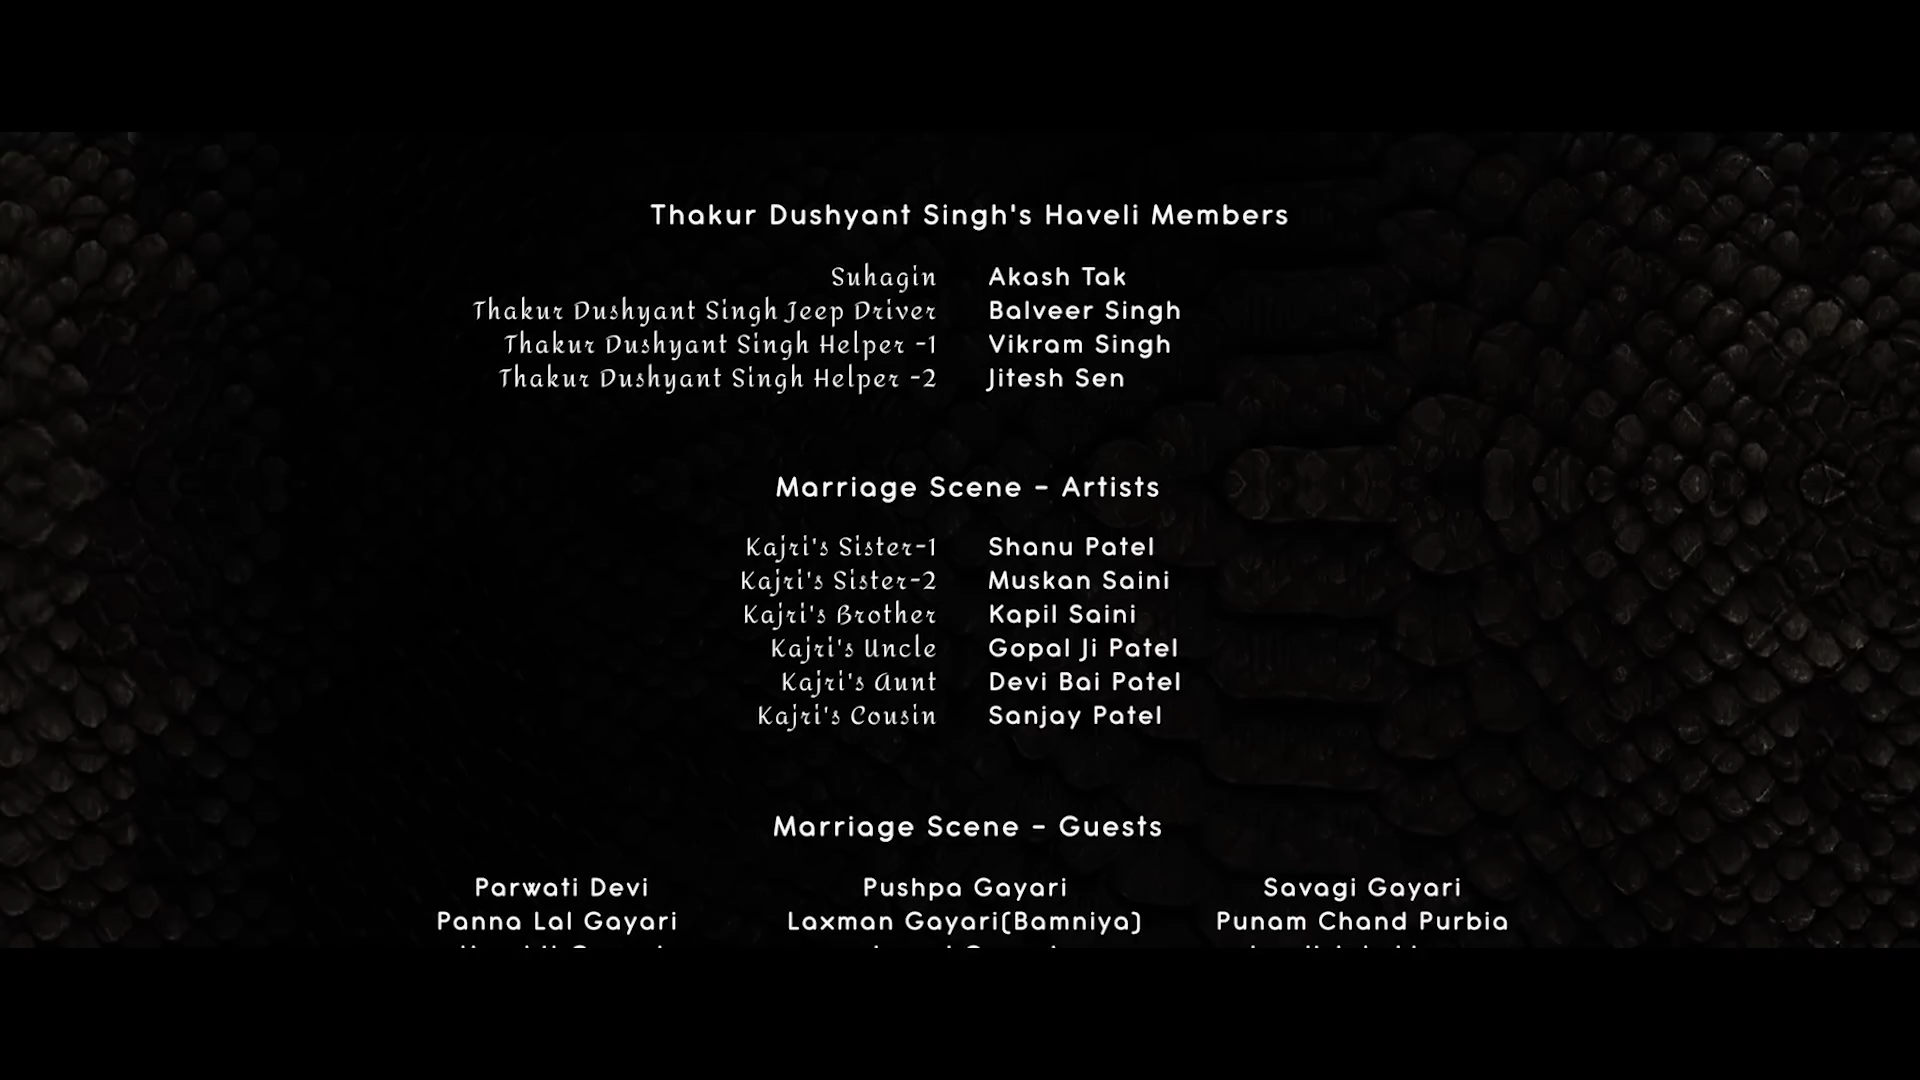 Thakur Dushyant Singh's Haveli Members
Suhagin Akash Tak
Thakur Dushyant Singh Jeep Driver Balveer Singh
Thakur Dushyant Singh Helper -1 Vikram Singh
Thakur Dushyant Singh Helper -2 Jitesh Sen
Marriage Scene - Artists
Kajri's Sister-1 Shanu Patel
Kajri's Sister-2 Muskan Saini
Kajri's Brother Kapil Saini
Kajri's Uncle Gopal Ji Patel
Kajri's Aunt Devi Bai Patel
Kajri's Cousin Sanjay Patel
Marriage Scene - Guests
Parwati Devi Pushpa Gayari Savagi Gayari
Panna Lal Gayari Laxman Gayari(Bamniya) Punam Chand Purbia